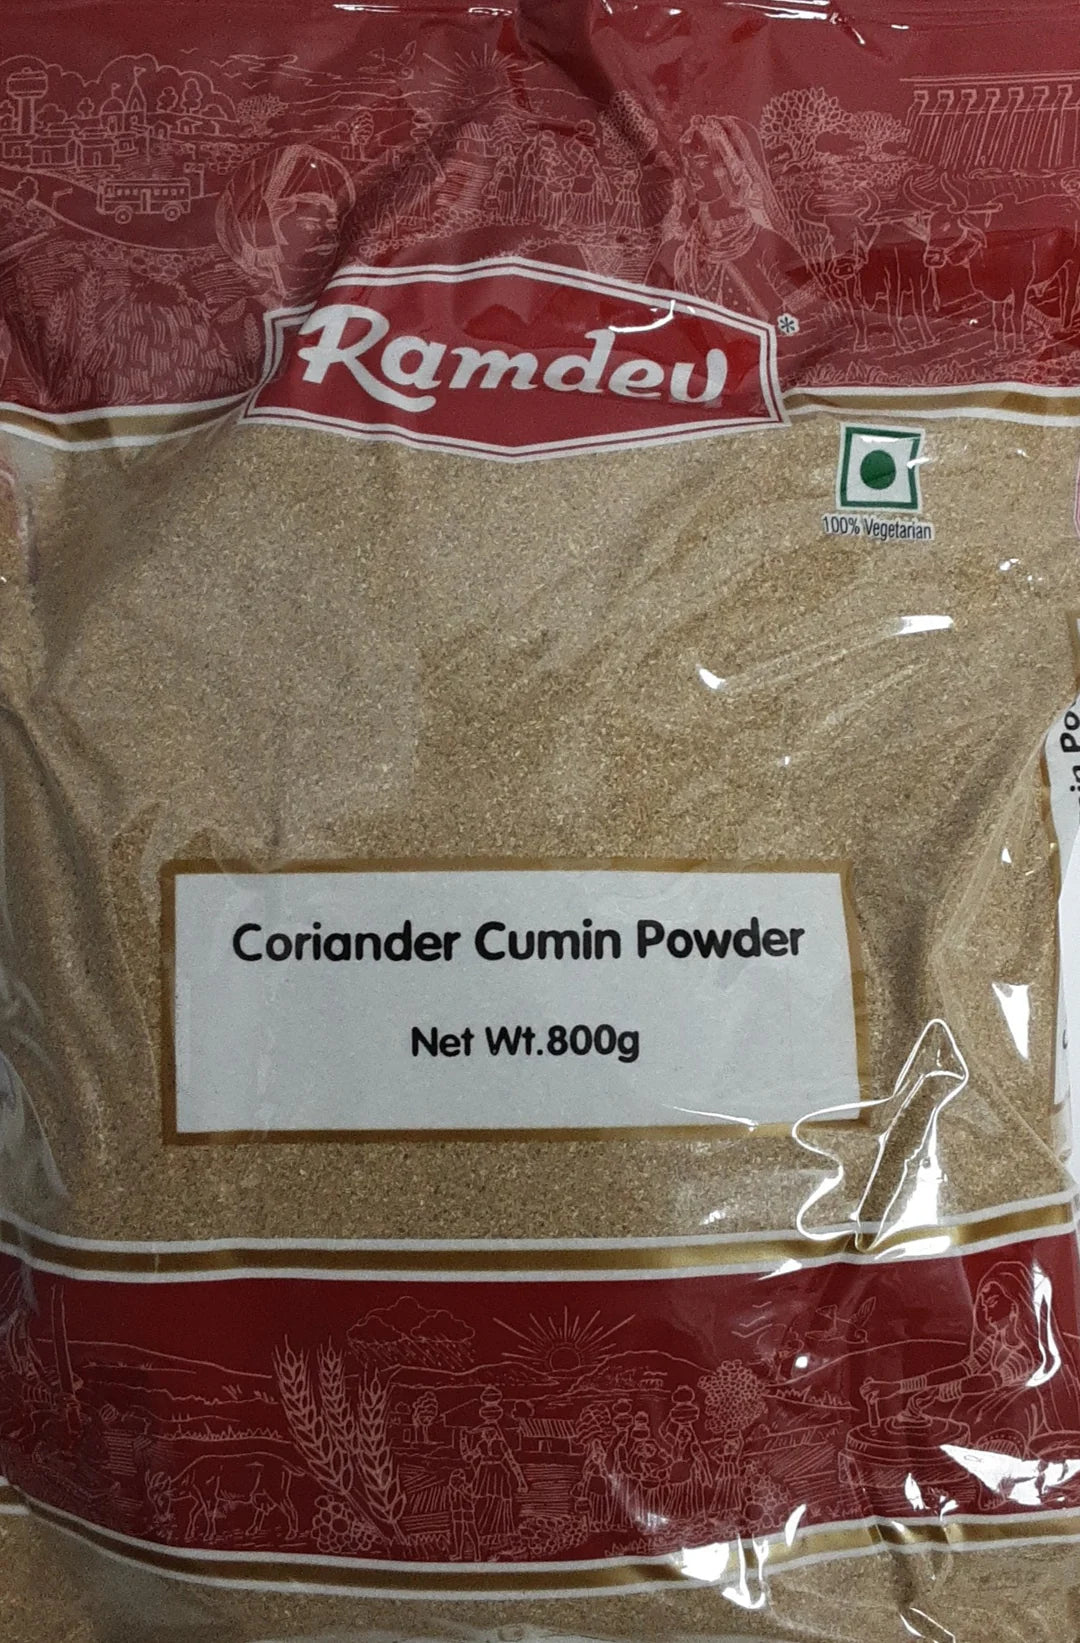 Ramdev*
100% Vegetarian
Coriander Cumin Powder
Net Wt.800g